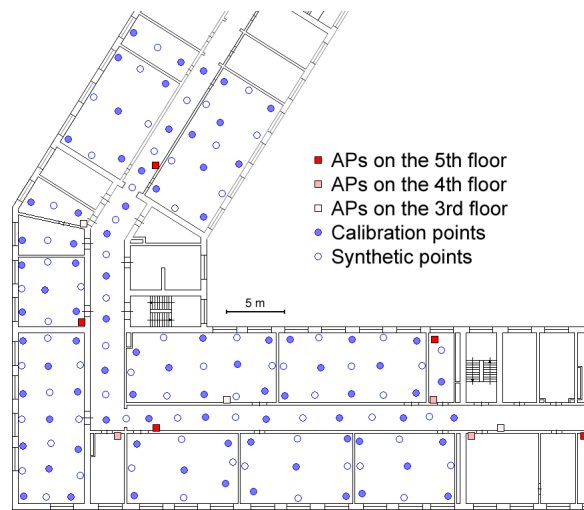 APs on the 5th floor
APs on the 4th floor
APs on the 3rd floor
Calibration points
Synthetic points
5 m